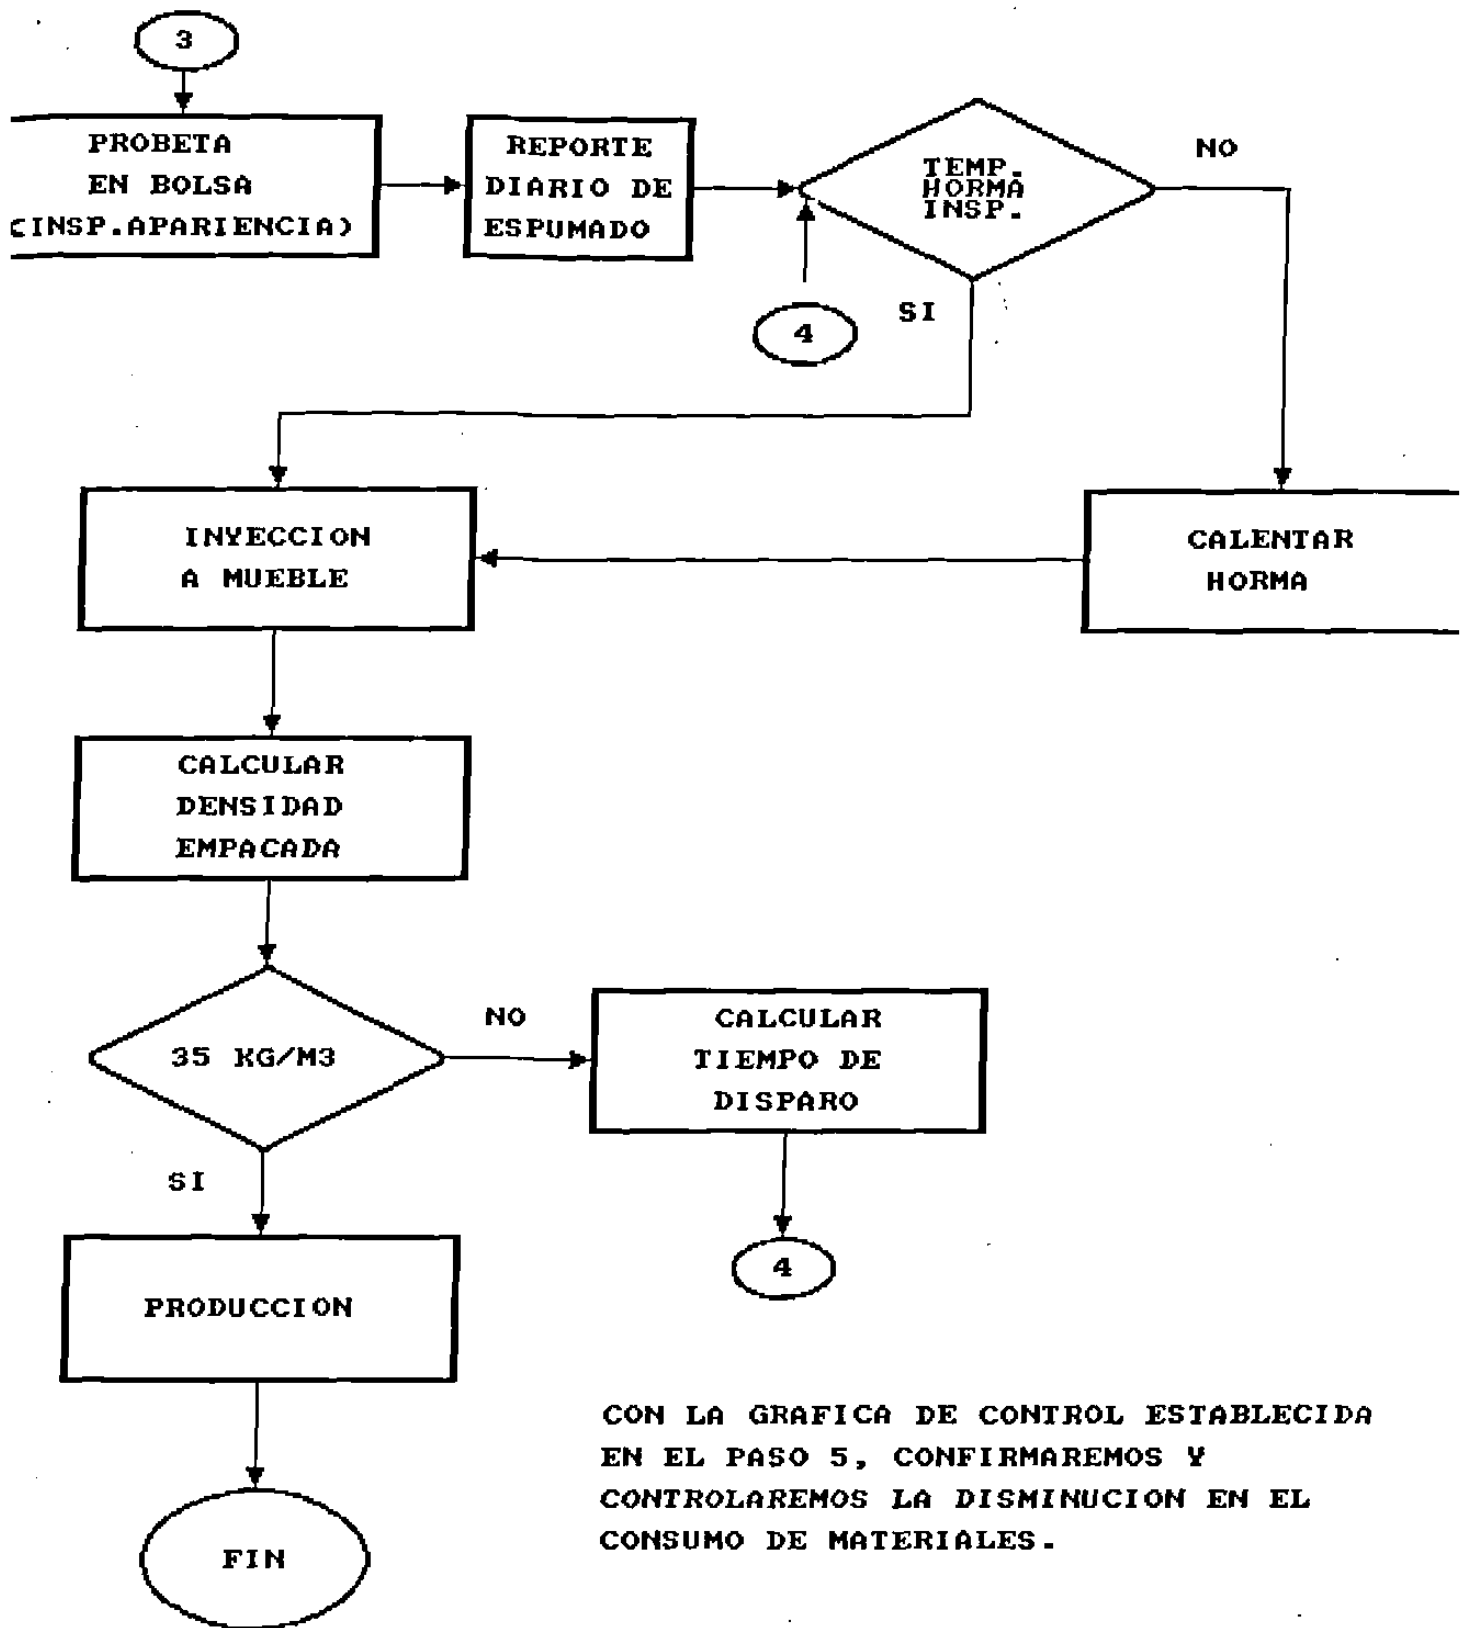 3
PROBETA
EN BOLSA
(INSP.APARIENCIA)
REPORTE
DIARIO DE
ESPUMADO
TEMP.
HORMA
INSP.
NO
SI
4
INYECCION
A MUEBLE
CALENTAR
HORMA
CALCULAR
DENSIDAD
EMPACADA
35 KG/M3
NO
CALCULAR
TIEMPO DE
DISPARO
SI
4
PRODUCCION
CON LA GRAFICA DE CONTROL ESTABLECIDA
EN EL PASO 5, CONFIRMAREMOS Y
CONTROLAREMOS LA DISMINUCION EN EL
CONSUMO DE MATERIALES.
FIN